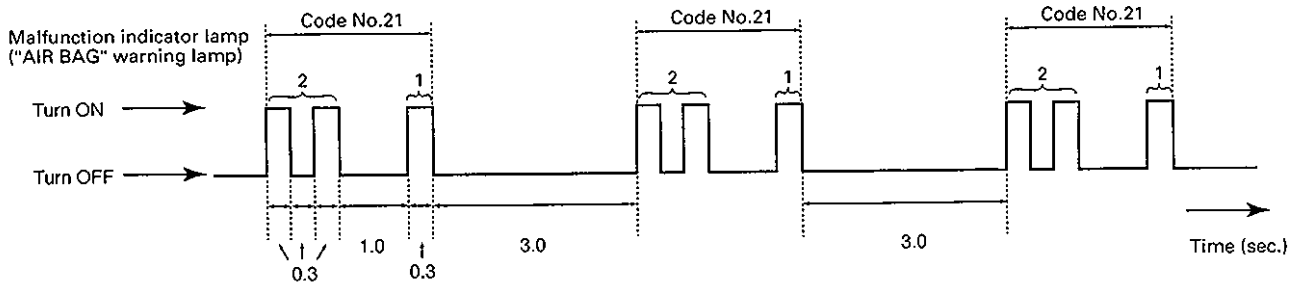 Code No.21
Code No.21
Code No.21
Malfunction indicator lamp
("AIR BAG" warning lamp)
2
1
2
1
2
1
Turn ON
Turn OFF
1.0
3.0
3.0
Time (sec.)
0.3
0.3